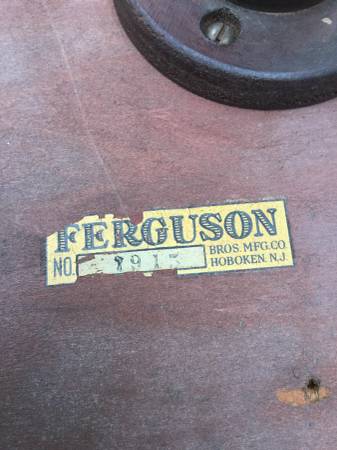 FERGUSON
BROS. MFG. CO.
NO.
HOBOKEN. N.J.